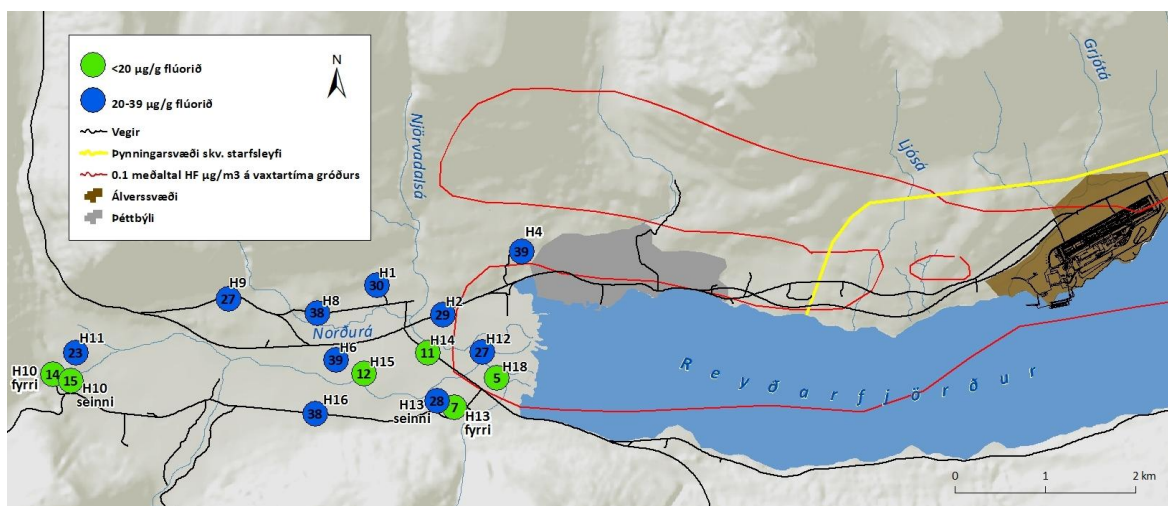 <20 µg/g flúorið
20-39 µg/g flúorið
Vegir
Þynningarsvæði skv. starfsleyfi
0.1 meðaltal HF µg/m3 á vaxtartíma gróðurs
Álverssvæði
Þéttbýli
N
Njörvadalsá
Ljósá
Grjótá
H4
39
H1
30
H9
27
H8
38
H2
29
Norðurá
H11
23
H6
39
H15
12
H14
11
H12
27
H18
5
H10
fyrri
14
15
H10
seinni
H16
38
H13
seinni
28
7
H13
fyrri
Reyðarfjörður
0 1 2 km